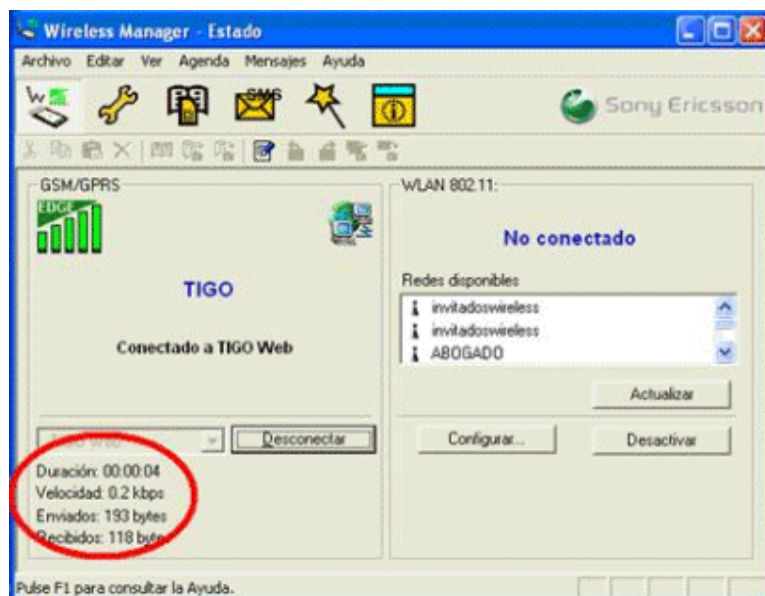 Wireless Manager - Estado
Archivo Editar Ver Agenda Mensajes Ayuda
W
SMS
Sony Ericsson
GSM/GPRS
EDGE
TIGO
Conectado a TIGO Web
Desconectar
Duración: 00:00:04
Velocidad: 0.2 kbps
Enviados: 193 bytes
Recibidos: 118 bytes
WLAN 802.11:
No conectado
Redes disponibles
invitadoswireless
invitadoswireless
ABOGADO
Actualizar
Configurar...
Desactivar
Pulse F1 para consultar la Ayuda.